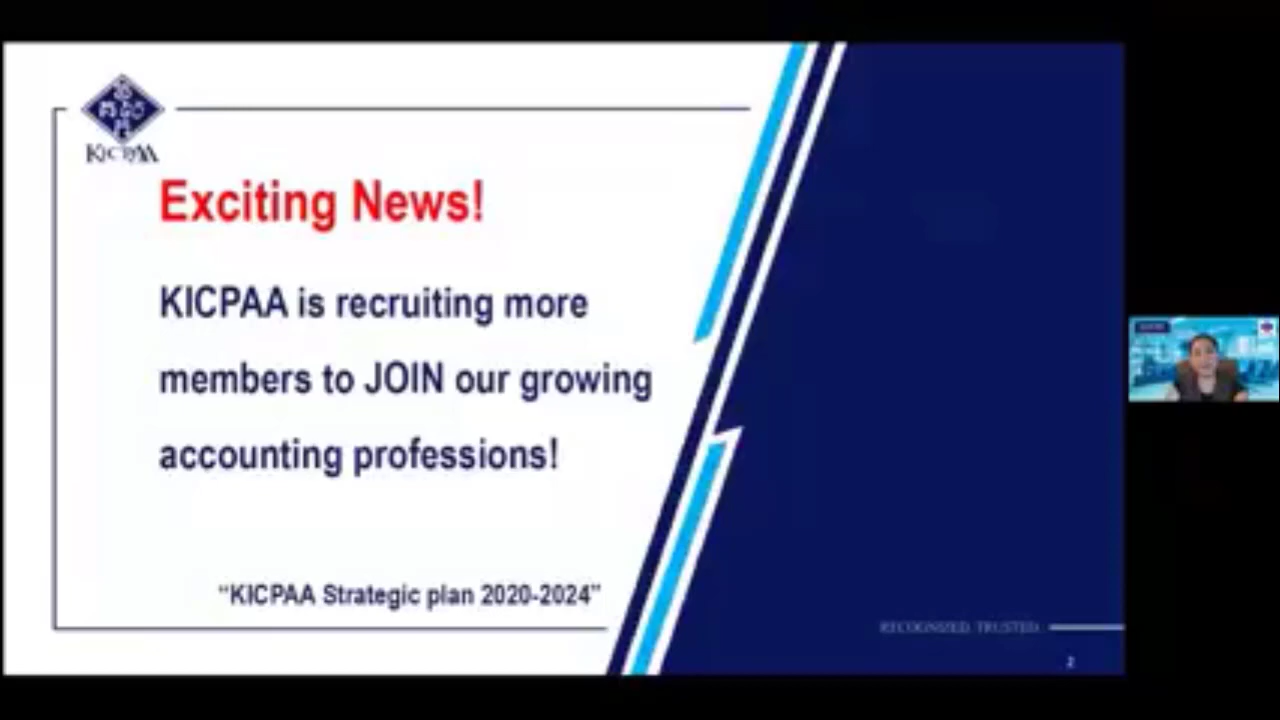 KICPAA
Exciting News!
KICPAA is recruiting more
members to JOIN our growing
accounting professions!
“KICPAA Strategic plan 2020-2024”
RECOGNIZED. TRUSTED.
2